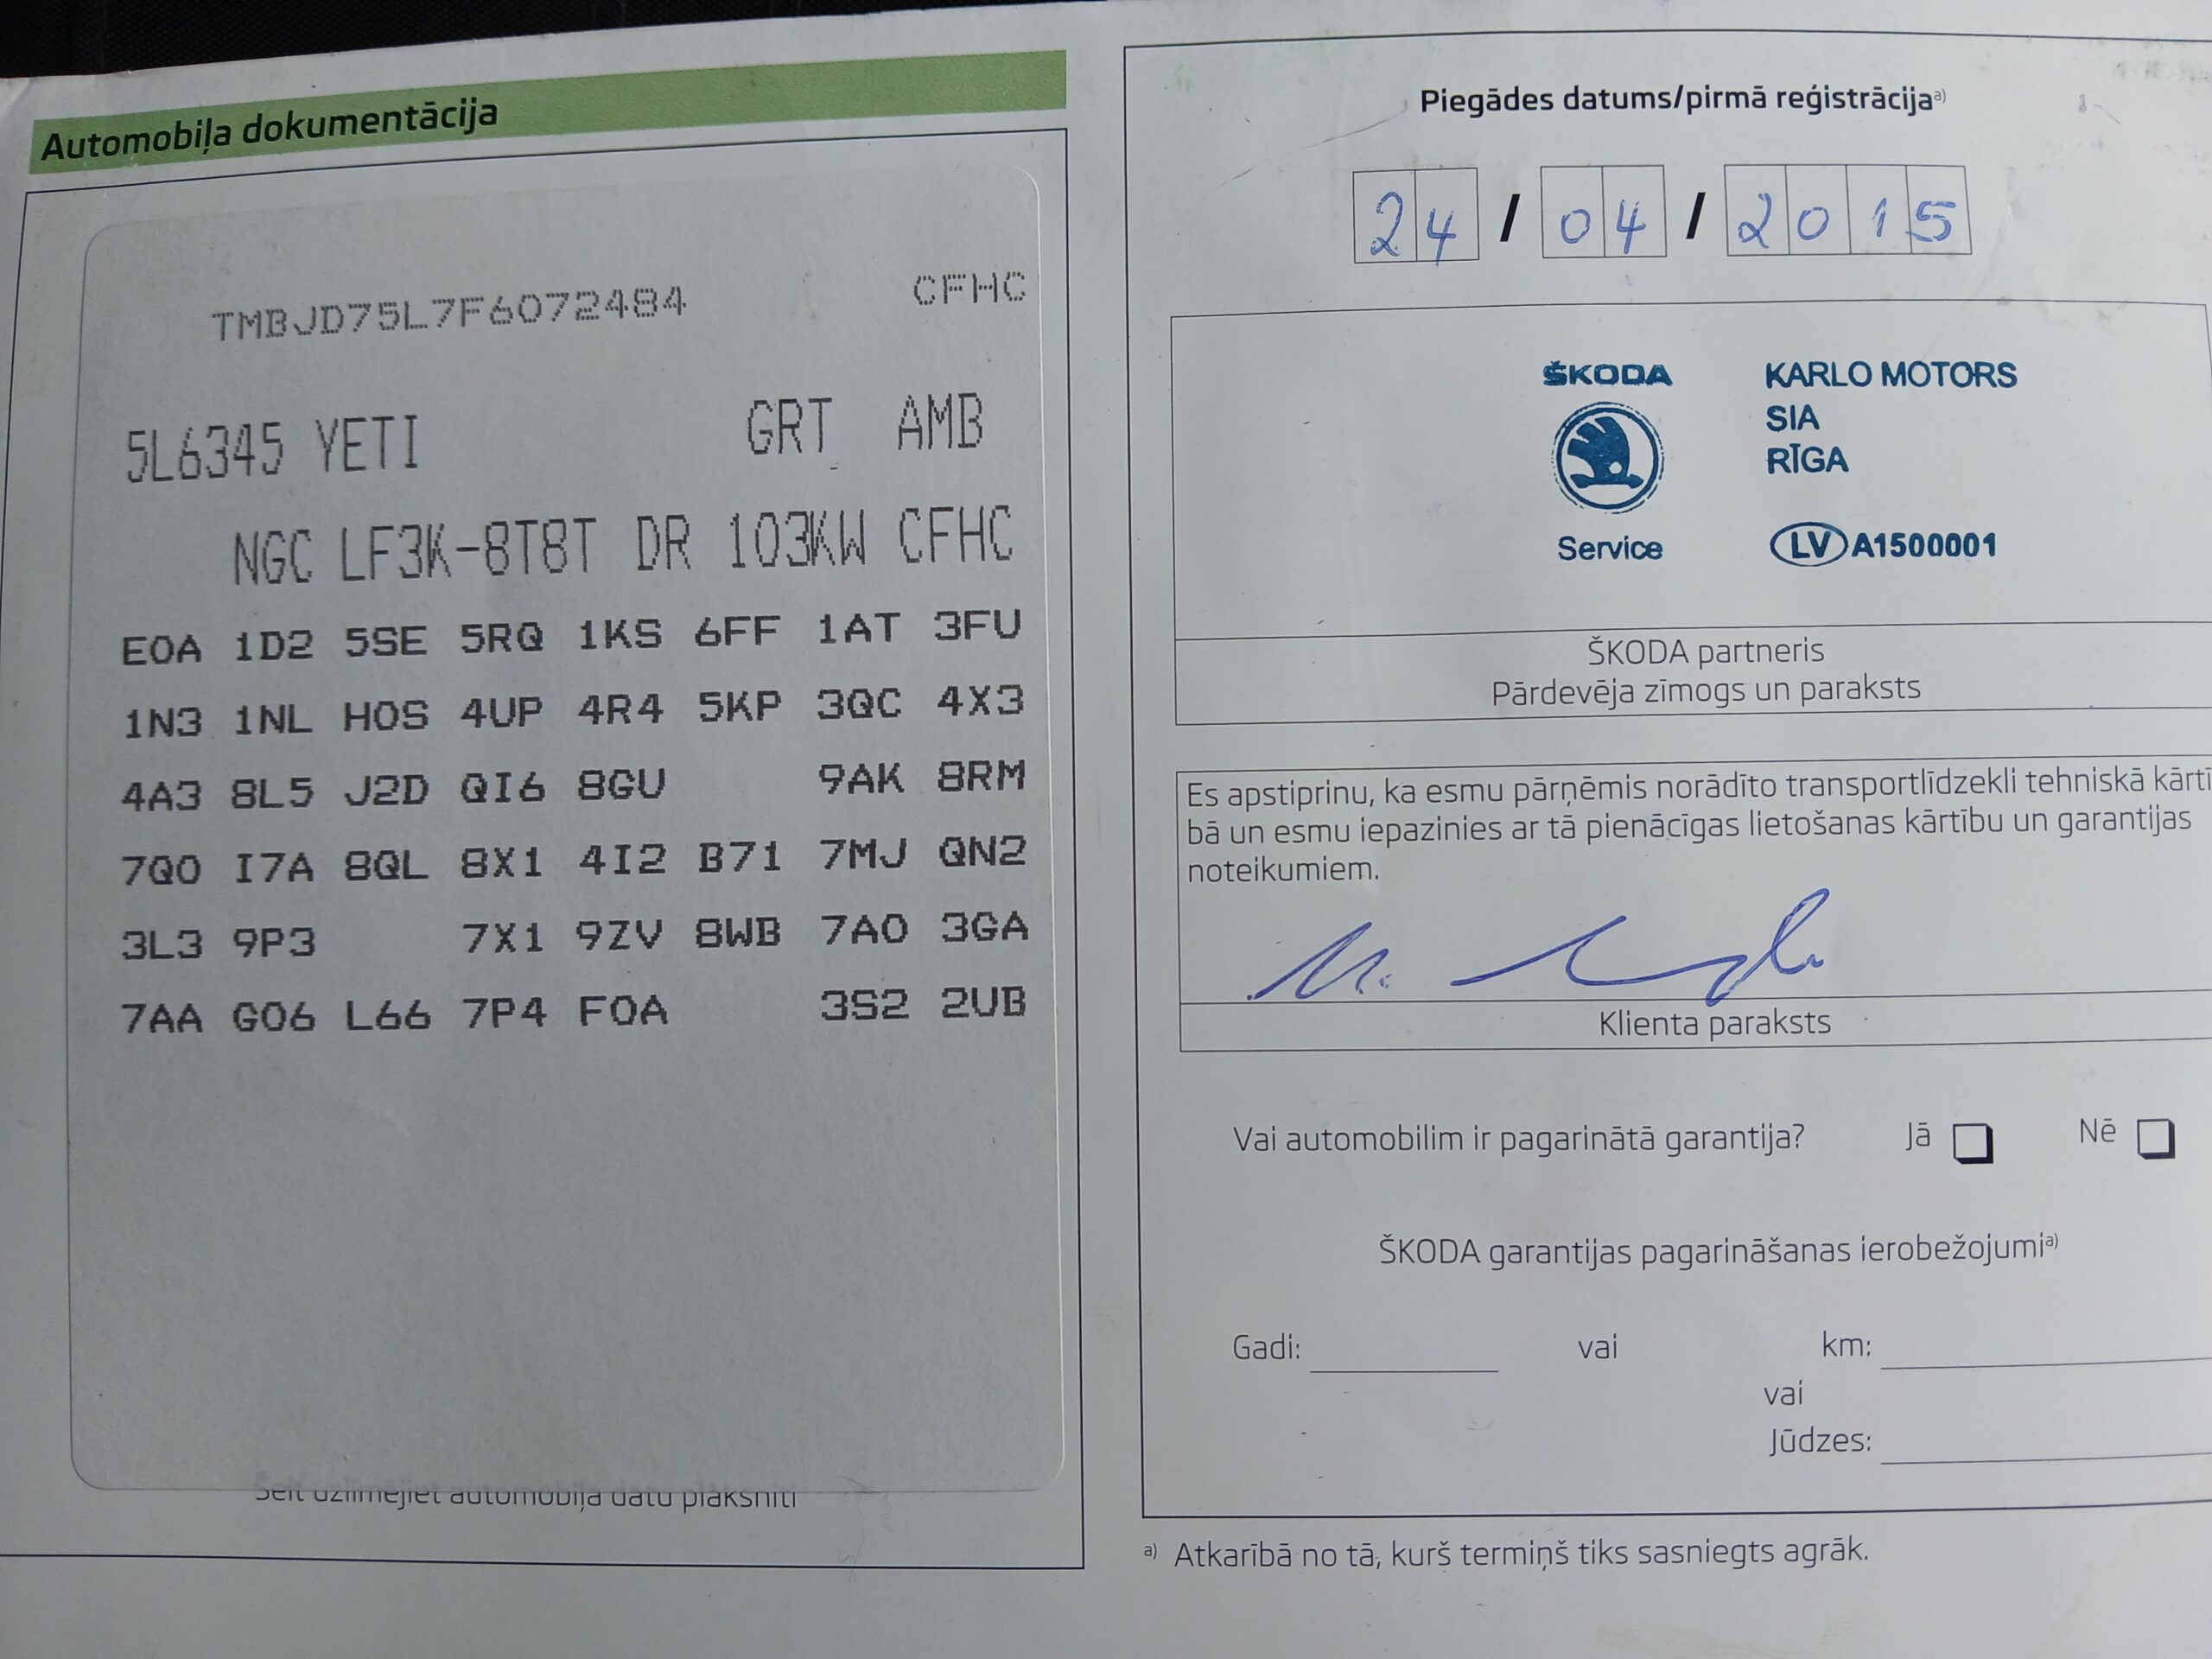 Automobiļa dokumentācija
TMBJD75L7F6072484 CFHC
5L6345 YETI GRT AMB
NGC LF3K-8T8T DR 103KW CFHC
E0A 1D2 5SE 5RQ 1KS 6FF 1AT 3FU
1N3 1NL H0S 4UP 4R4 5KP 3QC 4X3
4A3 8L5 J2D QI6 8GU 9AK 8RM
7Q0 I7A 8QL 8X1 4I2 B71 7MJ QN2
3L3 9P3 7X1 9ZV 8WB 7A0 3GA
7AA G06 L66 7P4 F0A 3S2 2UB
Šeit uzlīmējiet automobiļa datu plāksnīti
Piegādes datums/pirmā reģistrācija a)
24 / 04 / 2015
ŠKODA KARLO MOTORS
SIA
RĪGA
Service LV A1500001
ŠKODA partneris
Pārdevēja zīmogs un paraksts
Es apstiprinu, ka esmu pārņēmis norādīto transportlīdzekli tehniskā kārtī
bā un esmu iepazinies ar tā pienācīgas lietošanas kārtību un garantijas
noteikumiem.
Klienta paraksts
Vai automobilim ir pagarinātā garantija? Jā Nē
ŠKODA garantijas pagarināšanas ierobežojumi a)
Gadi: vai km:
vai
Jūdzes:
a) Atkarībā no tā, kurš termiņš tiks sasniegts agrāk.